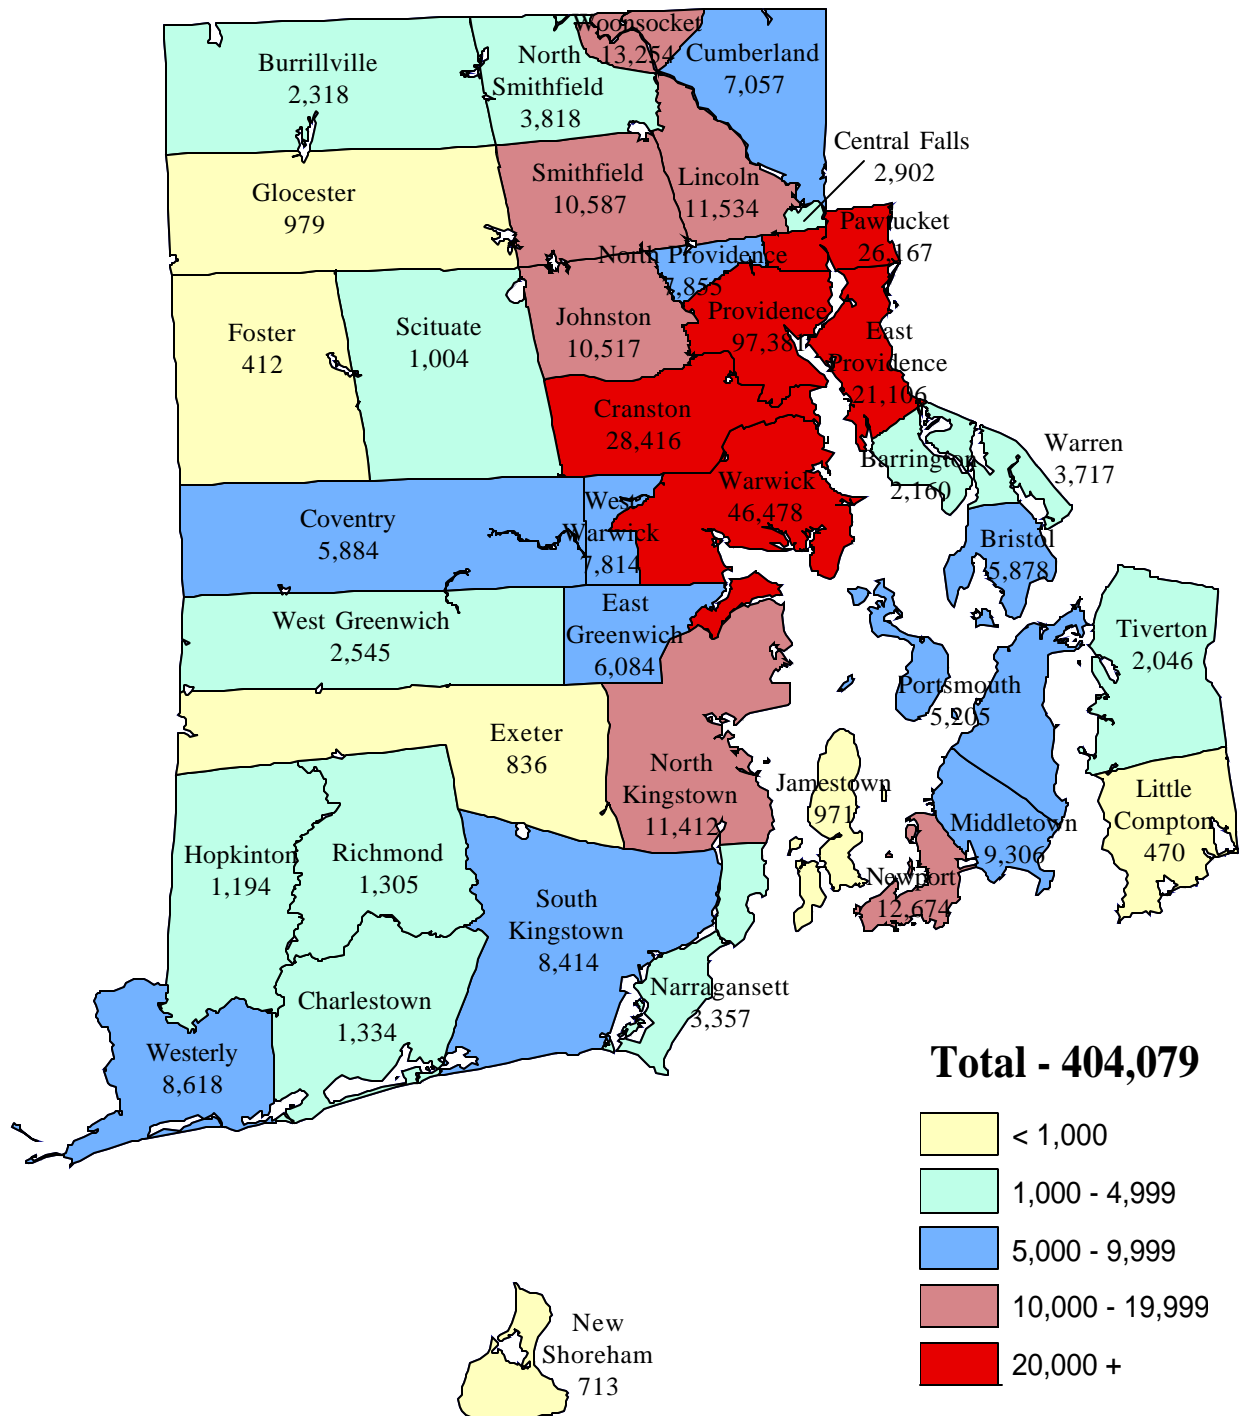 Woonsocket
13,254
Burrillville
2,318
North
Smithfield
3,818
Cumberland
7,057
Central Falls
2,902
Glocester
979
Smithfield
10,587
Lincoln
11,534
Pawtucket
26,167
North Providence
7,855
Foster
412
Scituate
1,004
Johnston
10,517
Providence
97,381
East
Providence
21,106
Cranston
28,416
Barrington
2,160
Warren
3,717
Coventry
5,884
West
Warwick
7,814
Warwick
46,478
Bristol
5,878
West Greenwich
2,545
East
Greenwich
6,084
Tiverton
2,046
Portsmouth
5,205
Exeter
836
North
Kingstown
11,412
Jamestown
971
Middletown
9,306
Little
Compton
470
Hopkinton
1,194
Richmond
1,305
South
Kingstown
8,414
Newport
12,674
Charlestown
1,334
Narragansett
3,357
Westerly
8,618
Total - 404,079
< 1,000
1,000 - 4,999
5,000 - 9,999
10,000 - 19,999
20,000 +
New
Shoreham
713